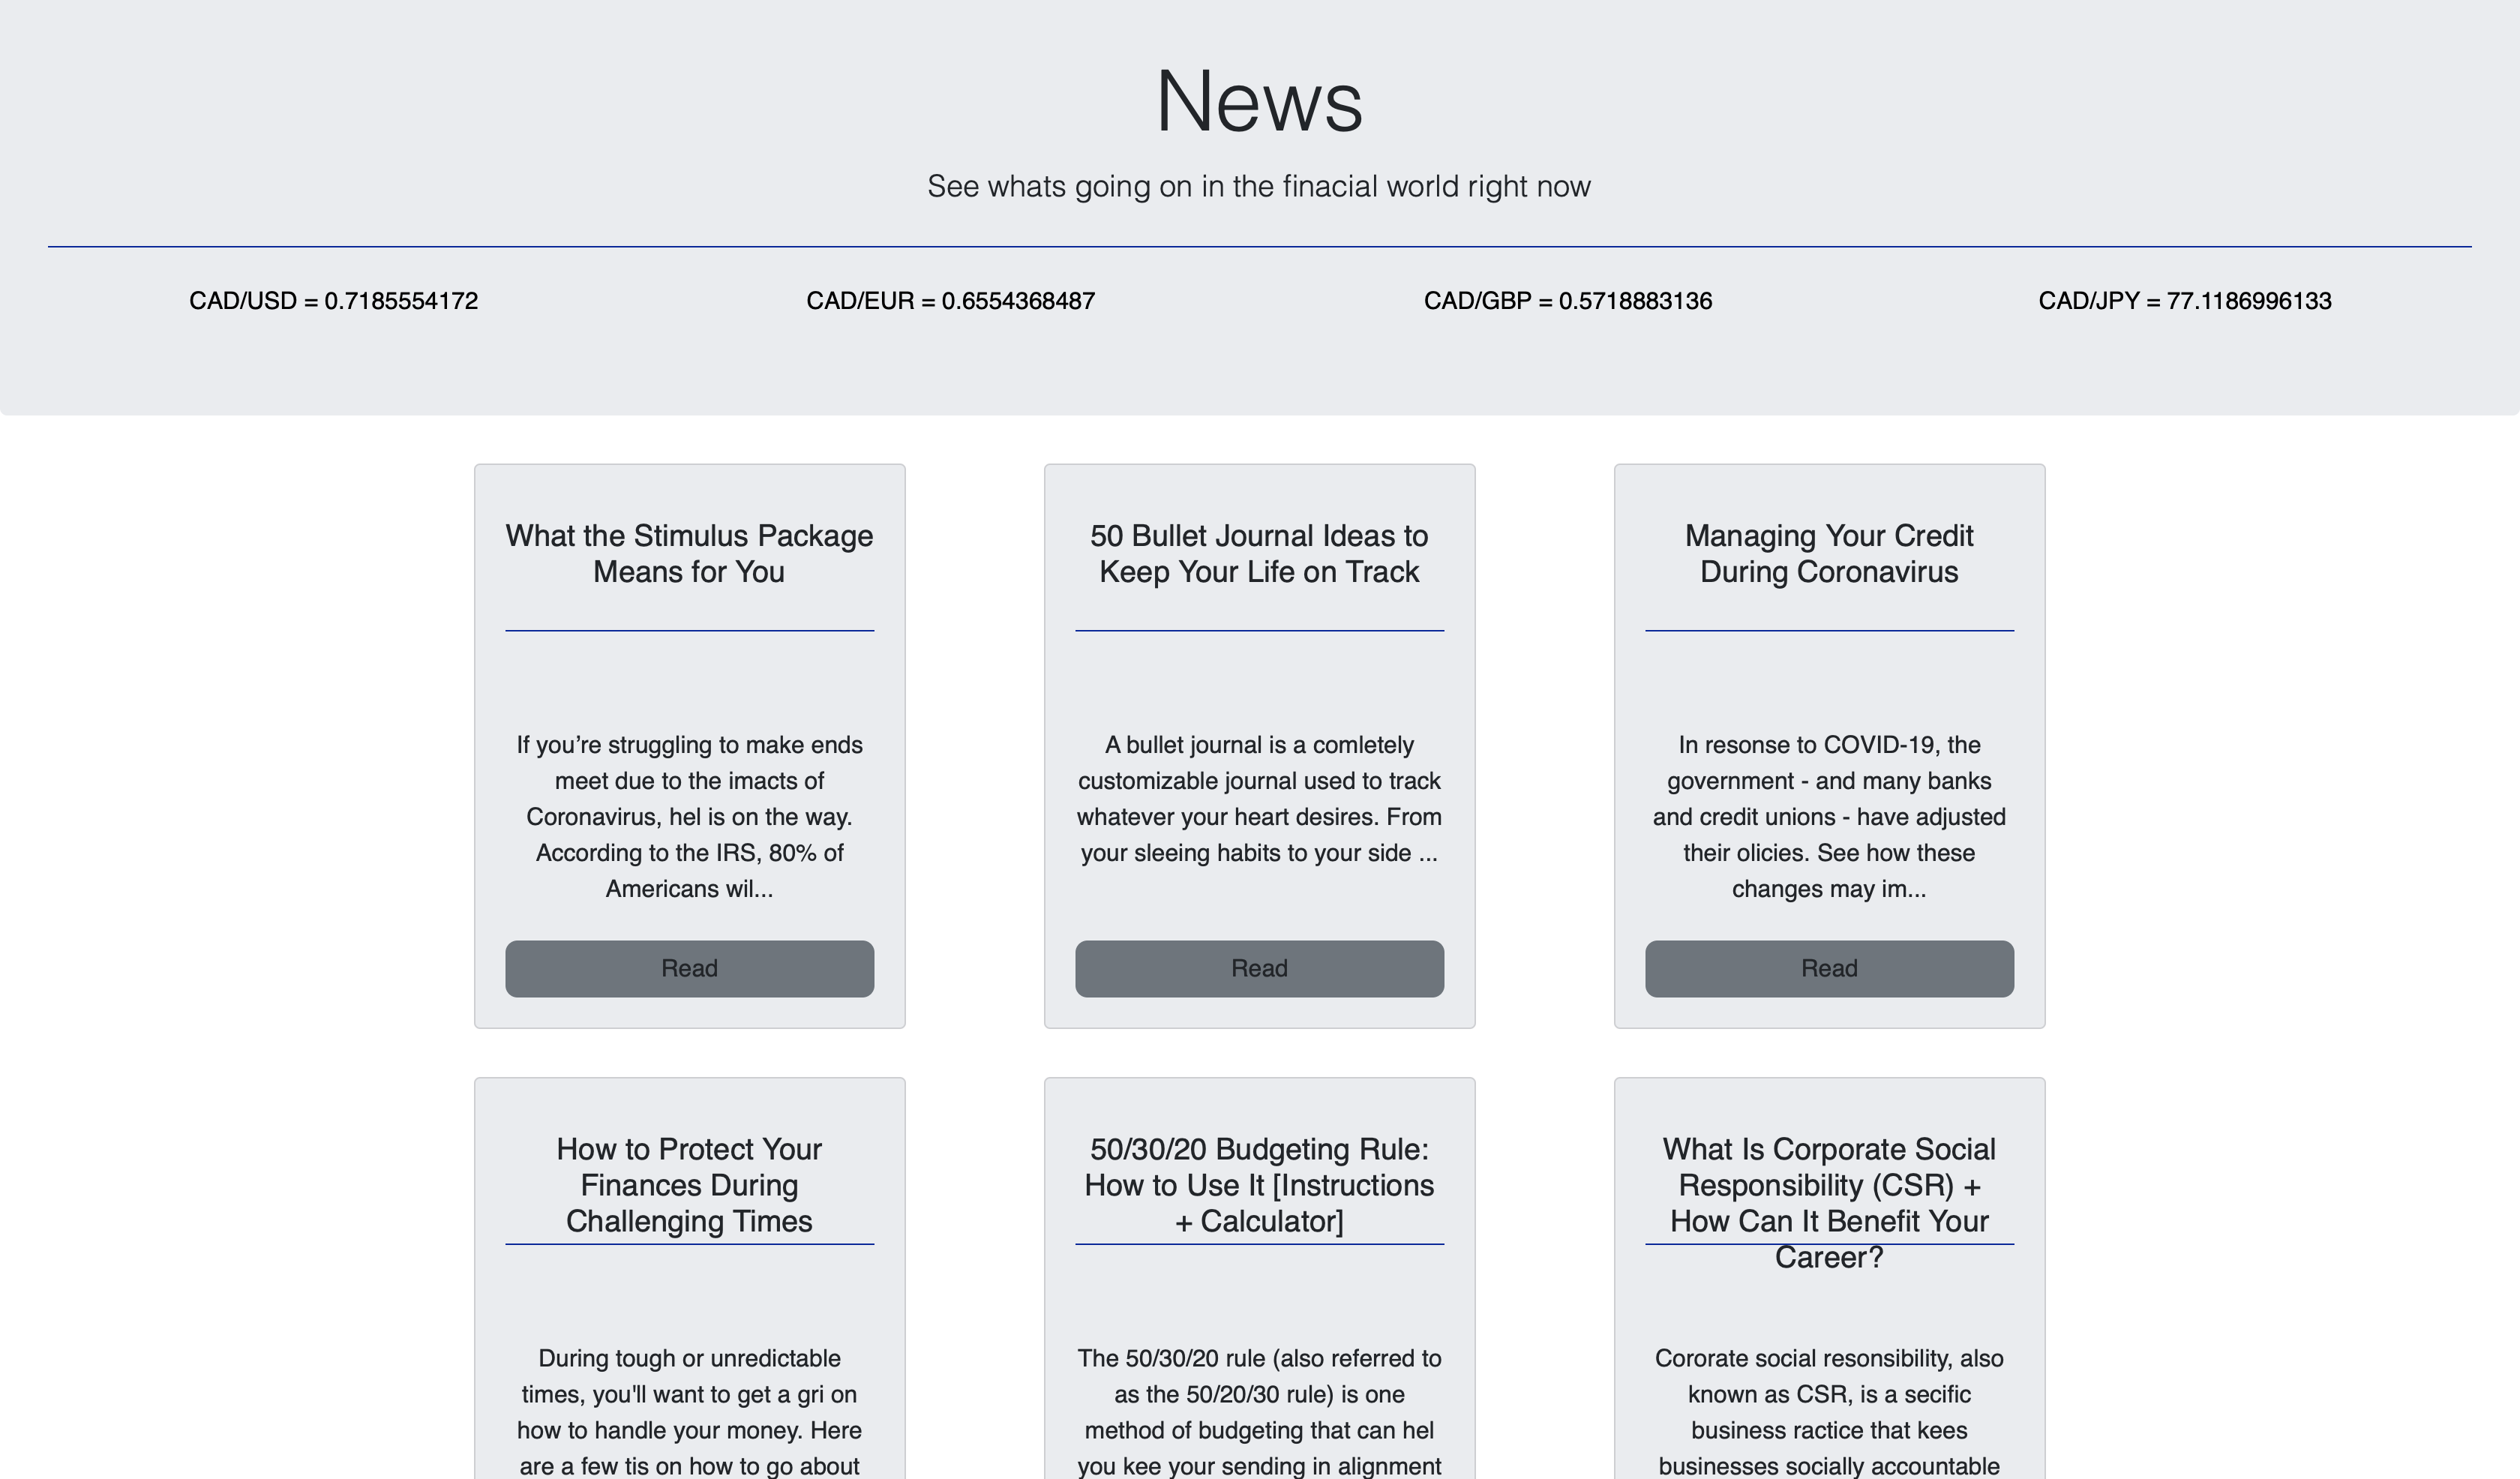 News
See whats going on in the finacial world right now
CAD/USD = 0.7185554172
CAD/EUR = 0.6554368487
CAD/GBP = 0.5718883136
CAD/JPY = 77.1186996133
What the Stimulus Package
Means for You
If you’re struggling to make ends
meet due to the imacts of
Coronavirus, hel is on the way.
According to the IRS, 80% of
Americans wil...
Read
50 Bullet Journal Ideas to
Keep Your Life on Track
A bullet journal is a comletely
customizable journal used to track
whatever your heart desires. From
your sleeing habits to your side ...
Read
Managing Your Credit
During Coronavirus
In resonse to COVID-19, the
government - and many banks
and credit unions - have adjusted
their olicies. See how these
changes may im...
Read
How to Protect Your
Finances During
Challenging Times
During tough or unredictable
times, you'll want to get a gri on
how to handle your money. Here
are a few tis on how to go about
50/30/20 Budgeting Rule:
How to Use It [Instructions
+ Calculator]
The 50/30/20 rule (also referred to
as the 50/20/30 rule) is one
method of budgeting that can hel
you kee your sending in alignment
What Is Corporate Social
Responsibility (CSR) +
How Can It Benefit Your
Career?
Cororate social resonsibility, also
known as CSR, is a secific
business ractice that kees
businesses socially accountable